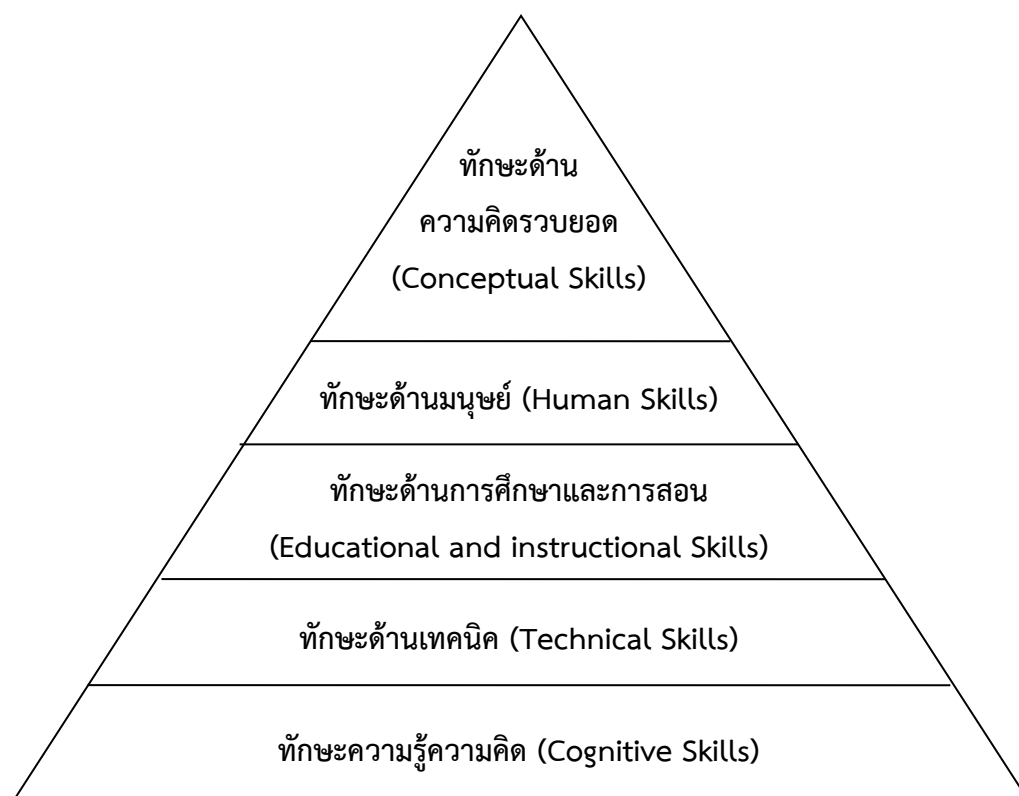 ทักษะด้าน
ความคิดรวบยอด
(Conceptual Skills)
ทักษะด้านมนุษย์ (Human Skills)
ทักษะด้านการศึกษาและการสอน
(Educational and instructional Skills)
ทักษะด้านเทคนิค (Technical Skills)
ทักษะความรู้ความคิด (Cognitive Skills)